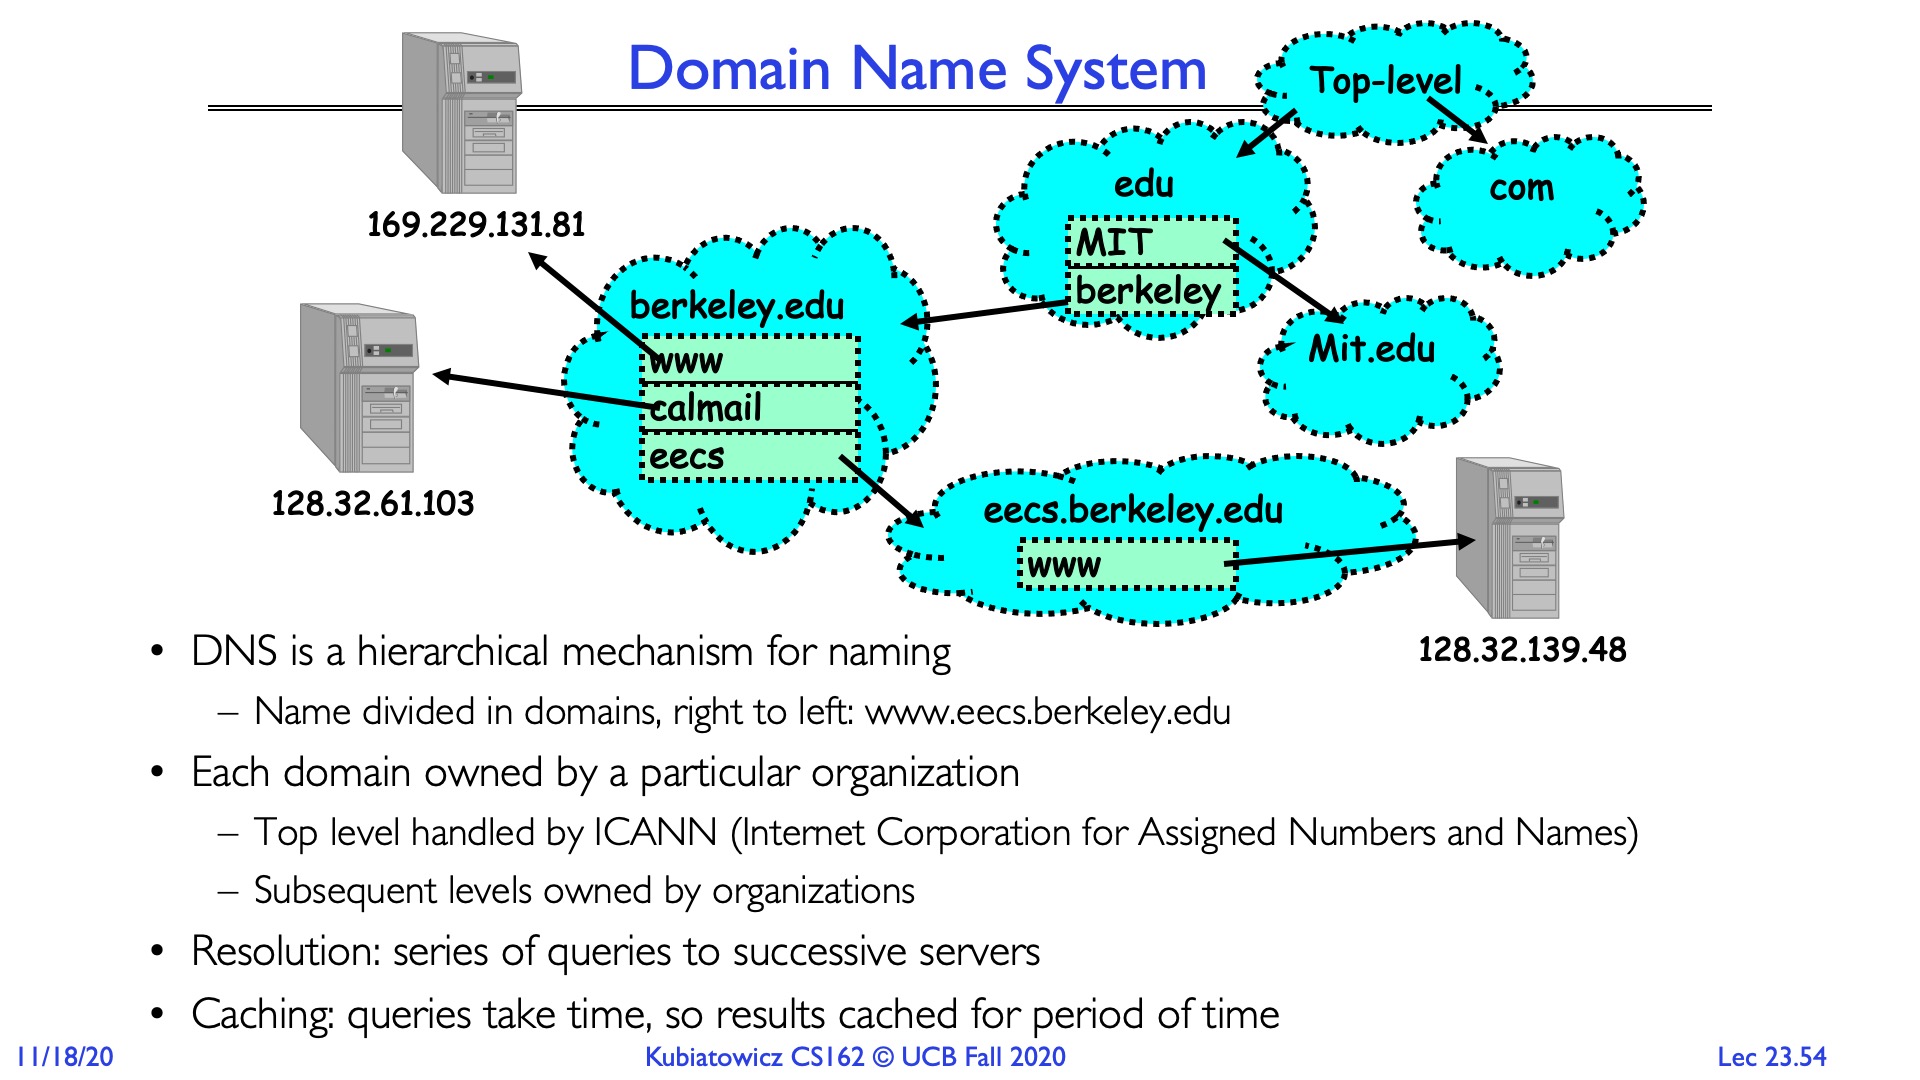 Domain Name System
Top-level
edu
com
169.229.131.81
MIT
berkeley
berkeley.edu
Mit.edu
www
calmail
eecs
128.32.61.103
eecs.berkeley.edu
www
128.32.139.48
• DNS is a hierarchical mechanism for naming
– Name divided in domains, right to left: www.eecs.berkeley.edu
• Each domain owned by a particular organization
– Top level handled by ICANN (Internet Corporation for Assigned Numbers and Names)
– Subsequent levels owned by organizations
• Resolution: series of queries to successive servers
• Caching: queries take time, so results cached for period of time
11/18/20
Kubiatowicz CS162 © UCB Fall 2020
Lec 23.54